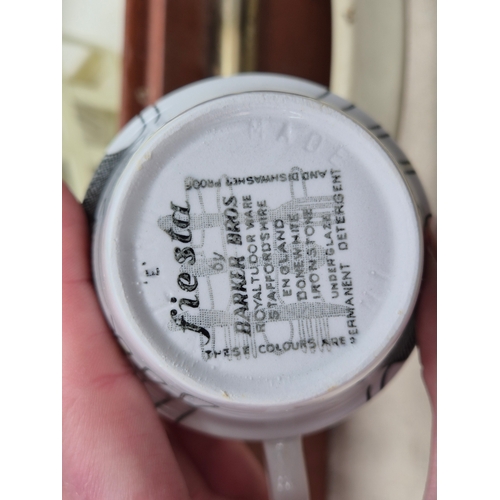 MADE
'E'
fiesta
by
BARKER BROS
ROYAL TUDOR WARE
STAFFORDSHIRE
ENGLAND
BONEWHITE
IRONSTONE
UNDERGLAZE
THESE COLOURS ARE PERMANENT DETERGENT
AND DISHWASHER PROOF